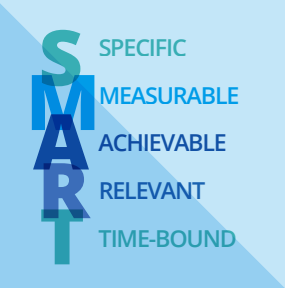 S SPECIFIC
M MEASURABLE
A ACHIEVABLE
R RELEVANT
T TIME-BOUND